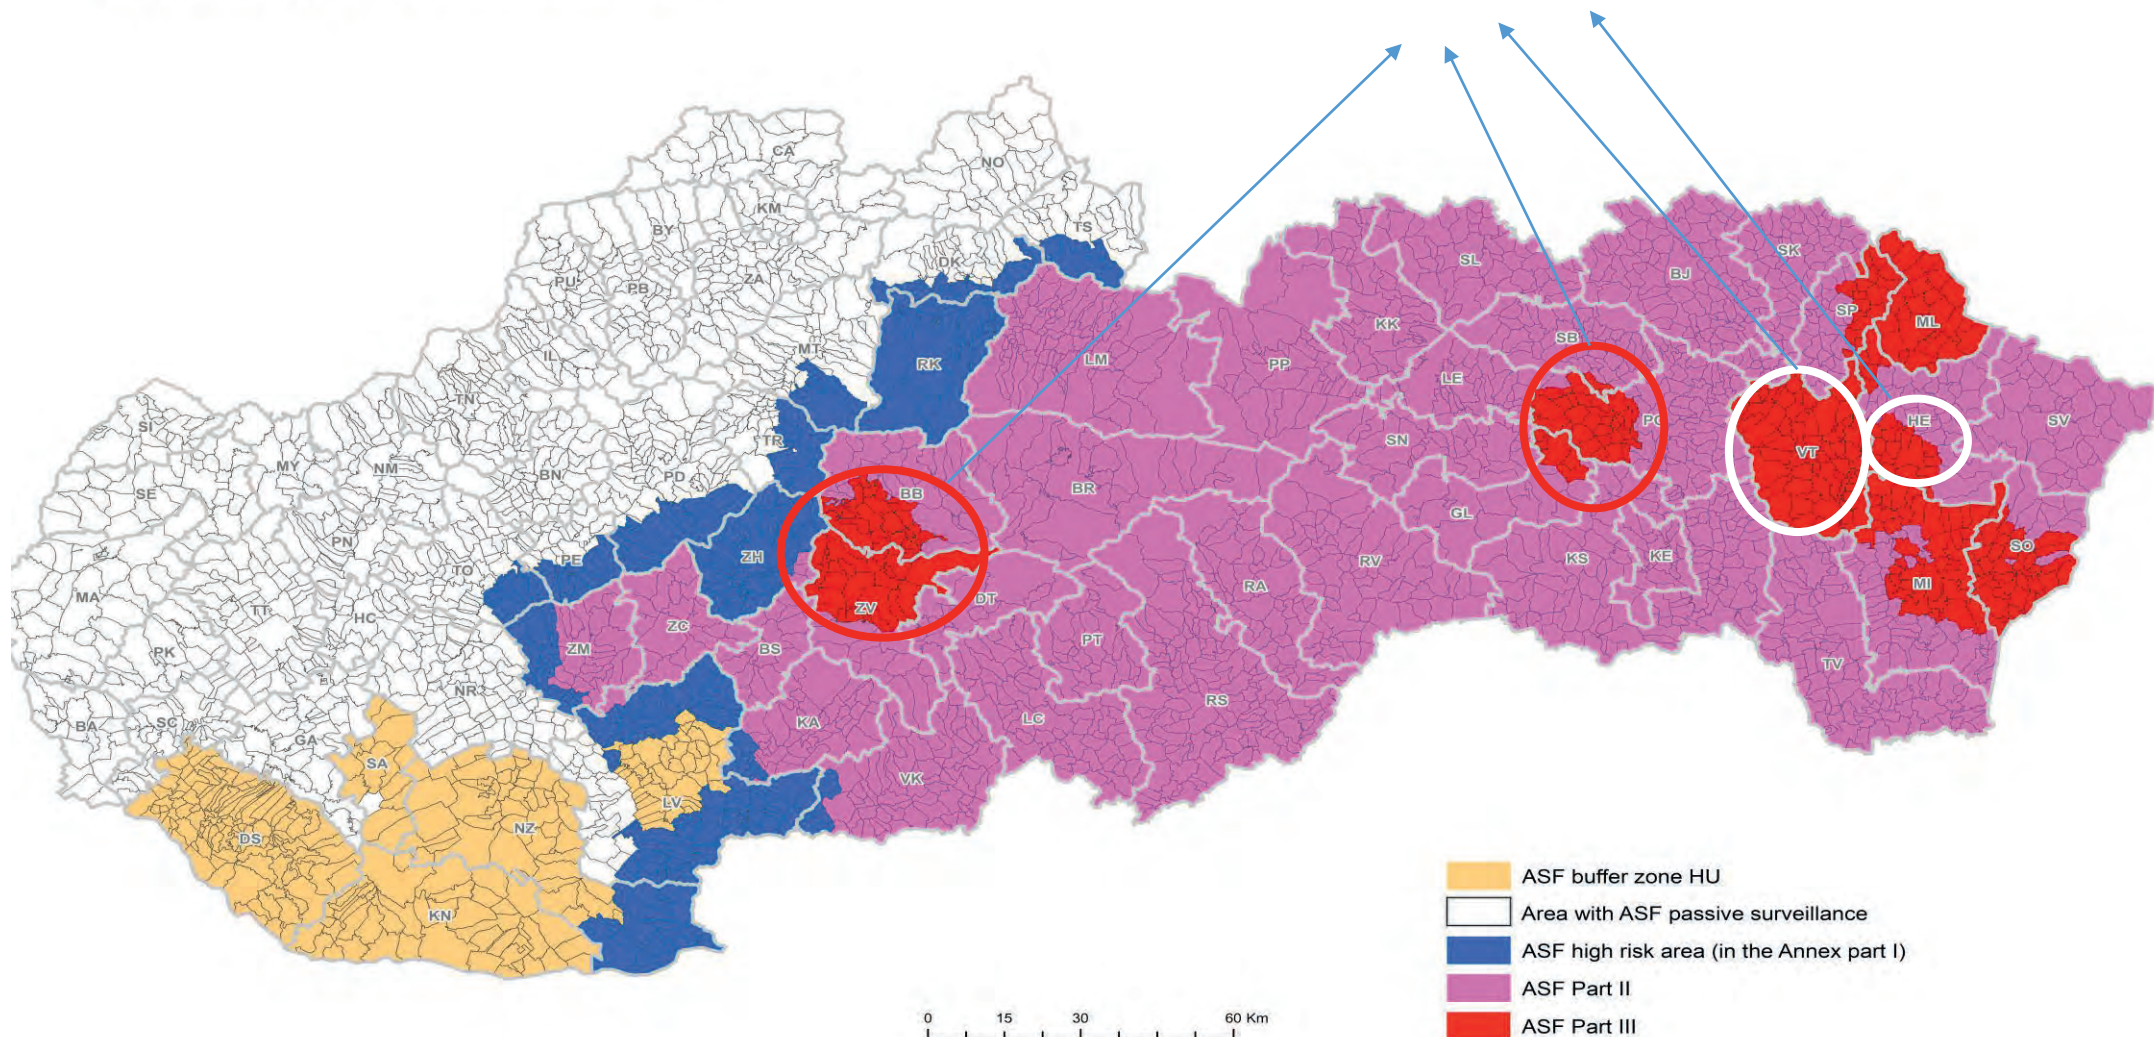 CA
NO
KM
TS
BY
DK
SL
SK
BJ
PU
PB
ZA
SP
ML
KK
SB
IL
MT
RK
LM
PP
LE
TN
SI
TR
SN
HE
SV
PO
VT
MY
NM
BN
PD
SE
BB
BR
GL
PN
PE
ZH
TO
KS
KE
RV
RA
SO
MI
MA
TT
HC
ZV
DT
PK
ZM
ZC
BS
PT
TV
NR
RS
BA
SC
GA
KA
LC
SA
VK
LV
DS
NZ
KN
ASF buffer zone HU
Area with ASF passive surveillance
ASF high risk area (in the Annex part I)
ASF Part II
ASF Part III
0 15 30 60 Km